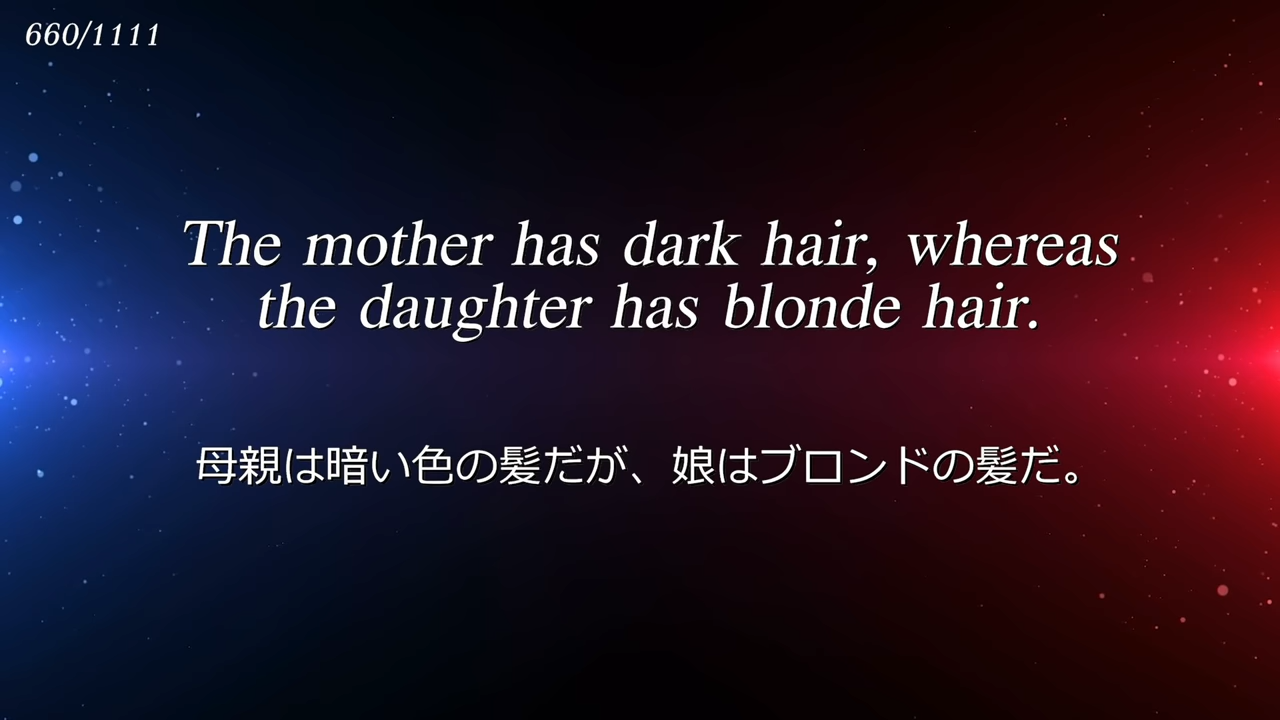 660/1111
The mother has dark hair, whereas
the daughter has blonde hair.
母親は暗い色の髪だが、娘はブロンドの髪だ。